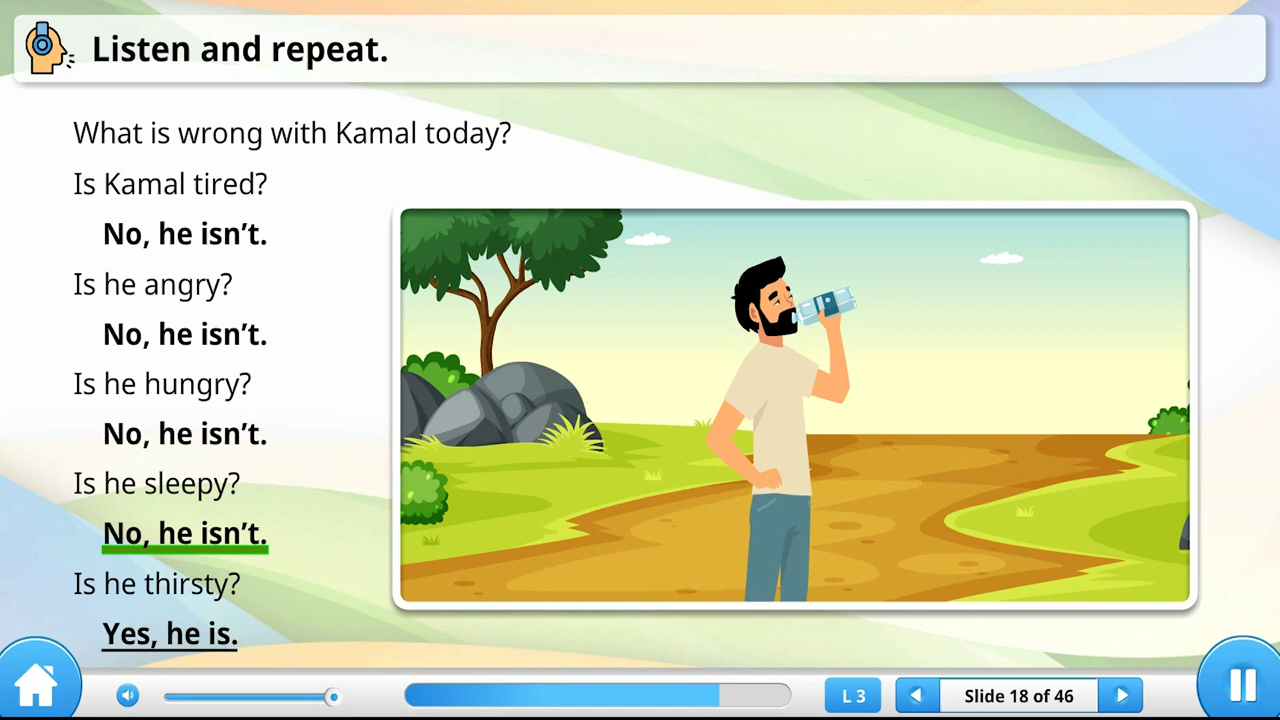 Listen and repeat.
What is wrong with Kamal today?
Is Kamal tired?
No, he isn’t.
Is he angry?
No, he isn’t.
Is he hungry?
No, he isn’t.
Is he sleepy?
No, he isn’t.
Is he thirsty?
Yes, he is.
L 3
Slide 18 of 46